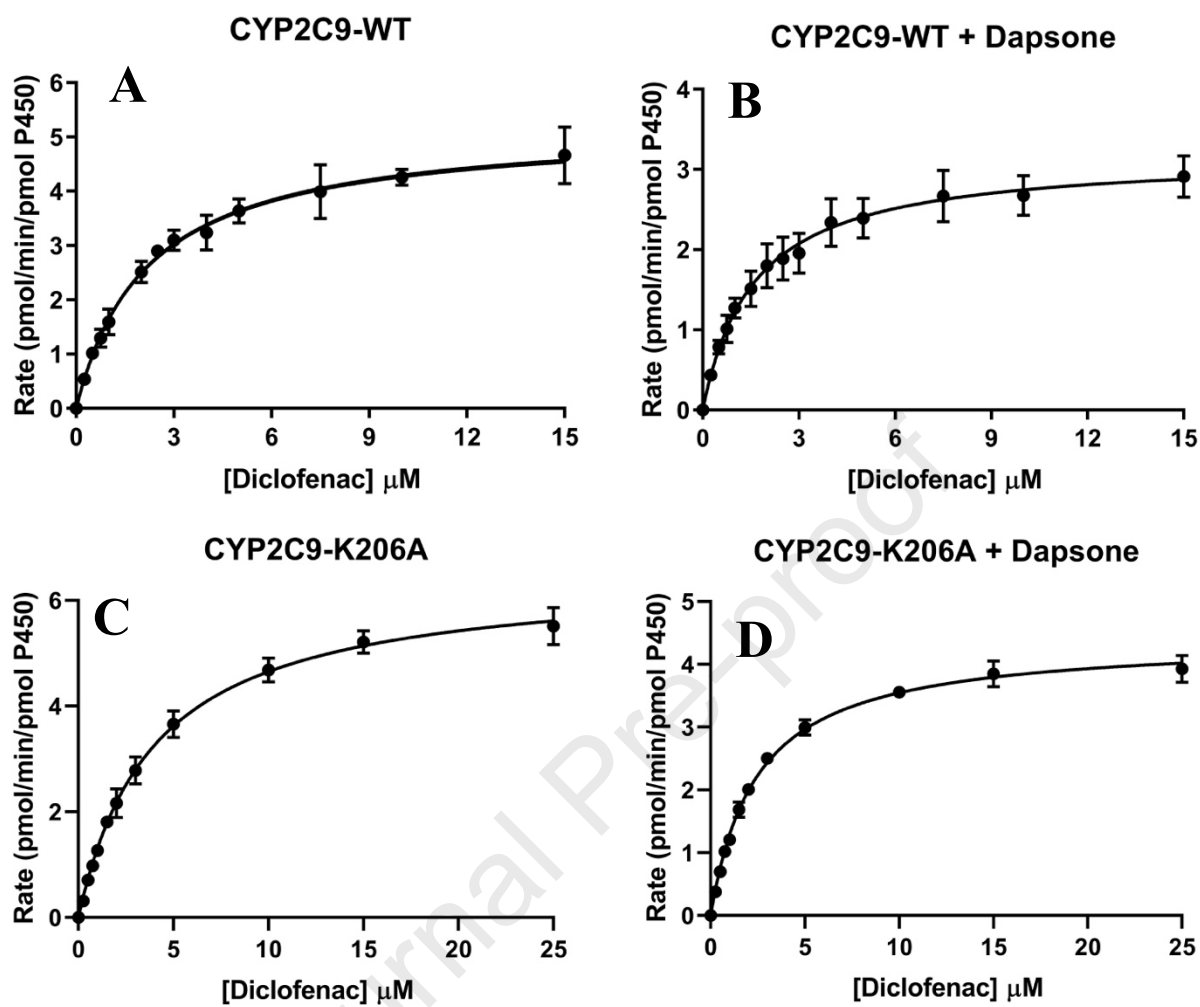 CYP2C9-WT
A
Rate (pmol/min/pmol P450)
6
5
4
3
2
1
0
0 3 6 9 12 15
[Diclofenac] μM
CYP2C9-WT + Dapsone
B
Rate (pmol/min/pmol P450)
4
3
2
1
0
0 3 6 9 12 15
[Diclofenac] μM
CYP2C9-K206A
C
Rate (pmol/min/pmol P450)
6
4
2
0
0 5 10 15 20 25
[Diclofenac] μM
CYP2C9-K206A + Dapsone
D
Rate (pmol/min/pmol P450)
5
4
3
2
1
0
0 5 10 15 20 25
[Diclofenac] μM
urnal Pre-proof